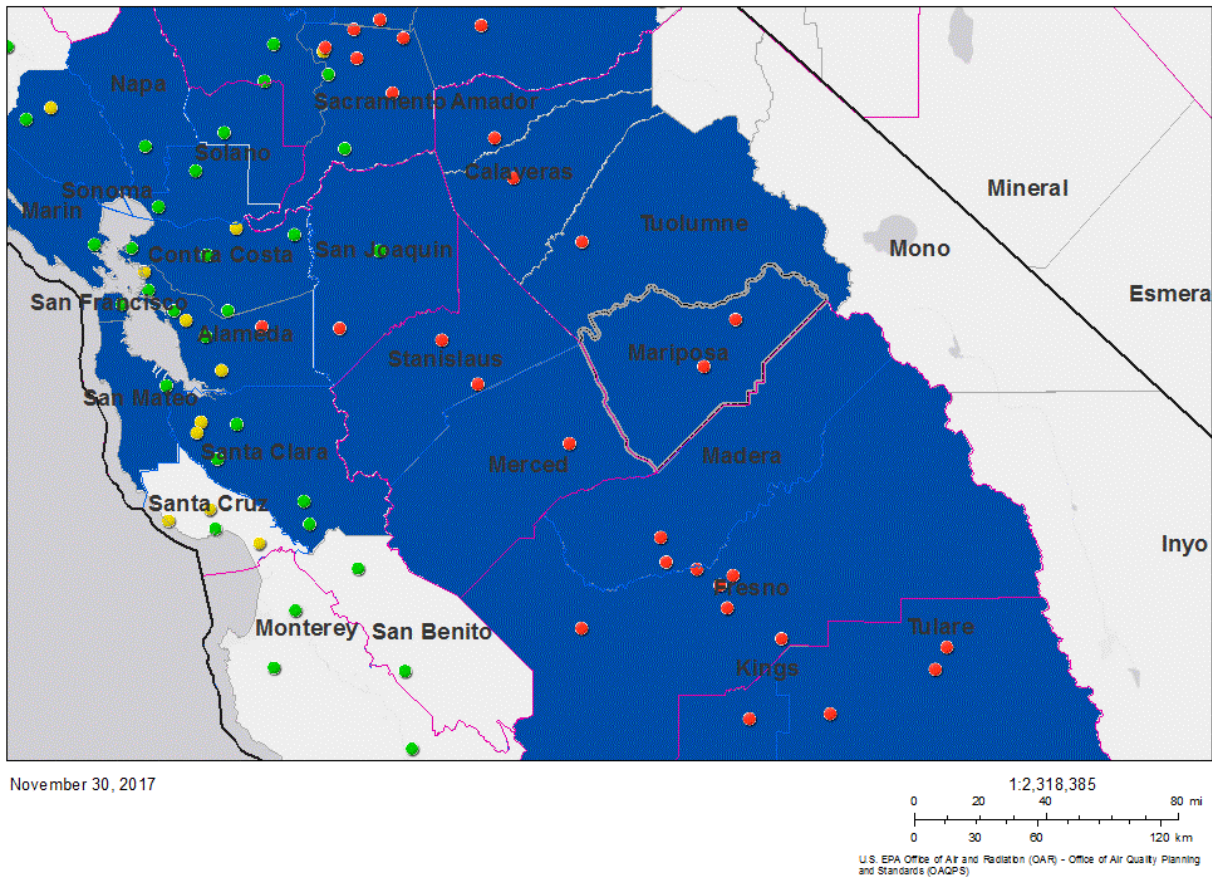 Napa
Sacramento Amador
Solano
Calaveras
Sonoma
Marin
Mineral
Tuolumne
Contra Costa
San Joaquin
Mono
San Francisco
Esmera
Alameda
Stanislaus
Mariposa
San Mateo
Santa Clara
Merced
Madera
Santa Cruz
Inyo
Fresno
Monterey
San Benito
Tulare
Kings
November 30, 2017
1:2,318,385
0 20 40 80 mi
0 30 60 120 km
U.S. EPA Office of Air and Radiation (OAR) - Office of Air Quality Planning
and Standards (OAQPS)